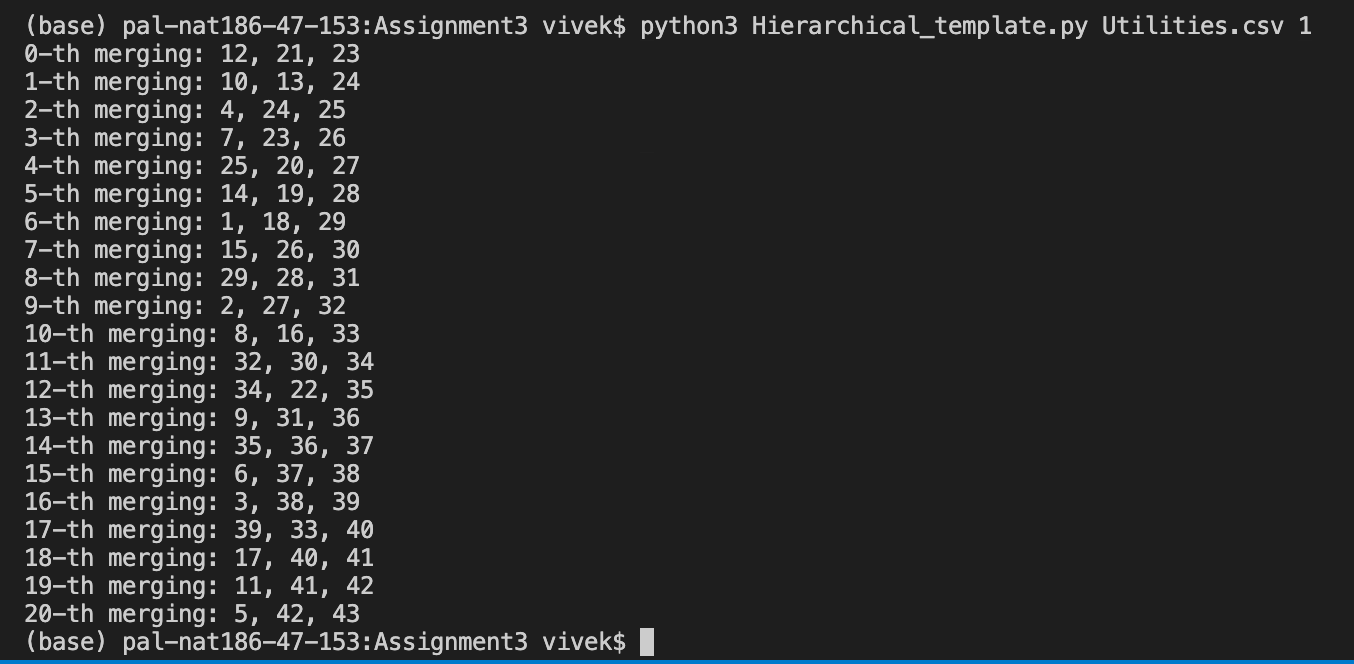 (base) pal-nat186-47-153:Assignment3 vivek$ python3 Hierarchical_template.py Utilities.csv 1
0-th merging: 12, 21, 23
1-th merging: 10, 13, 24
2-th merging: 4, 24, 25
3-th merging: 7, 23, 26
4-th merging: 25, 20, 27
5-th merging: 14, 19, 28
6-th merging: 1, 18, 29
7-th merging: 15, 26, 30
8-th merging: 29, 28, 31
9-th merging: 2, 27, 32
10-th merging: 8, 16, 33
11-th merging: 32, 30, 34
12-th merging: 34, 22, 35
13-th merging: 9, 31, 36
14-th merging: 35, 36, 37
15-th merging: 6, 37, 38
16-th merging: 3, 38, 39
17-th merging: 39, 33, 40
18-th merging: 17, 40, 41
19-th merging: 11, 41, 42
20-th merging: 5, 42, 43
(base) pal-nat186-47-153:Assignment3 vivek$